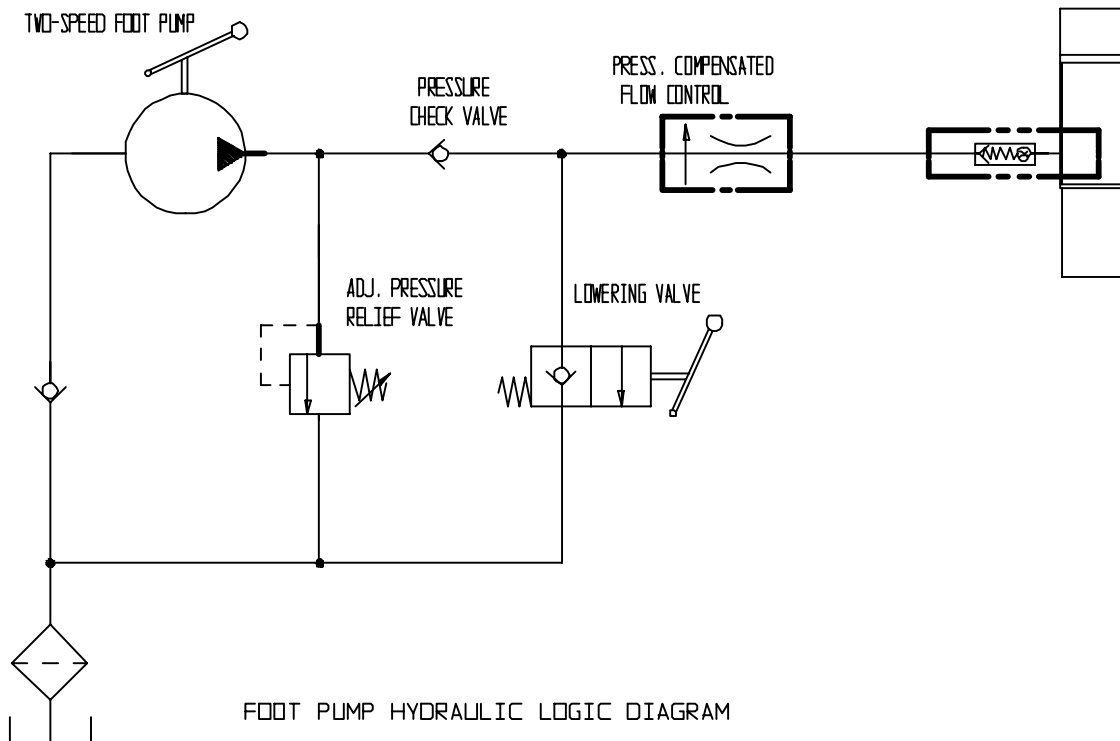 TWO-SPEED FOOT PUMP
PRESSURE
CHECK VALVE
PRESS. COMPENSATED
FLOW CONTROL
ADJ. PRESSURE
RELIEF VALVE
LOWERING VALVE
FOOT PUMP HYDRAULIC LOGIC DIAGRAM